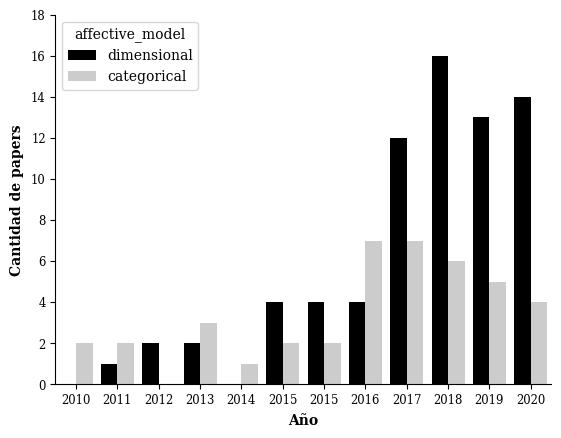 affective_model
dimensional
categorical
18
16
14
12
10
8
6
4
2
0
Cantidad de papers
2010 2011 2012 2013 2014 2015 2015 2016 2017 2018 2019 2020
Año